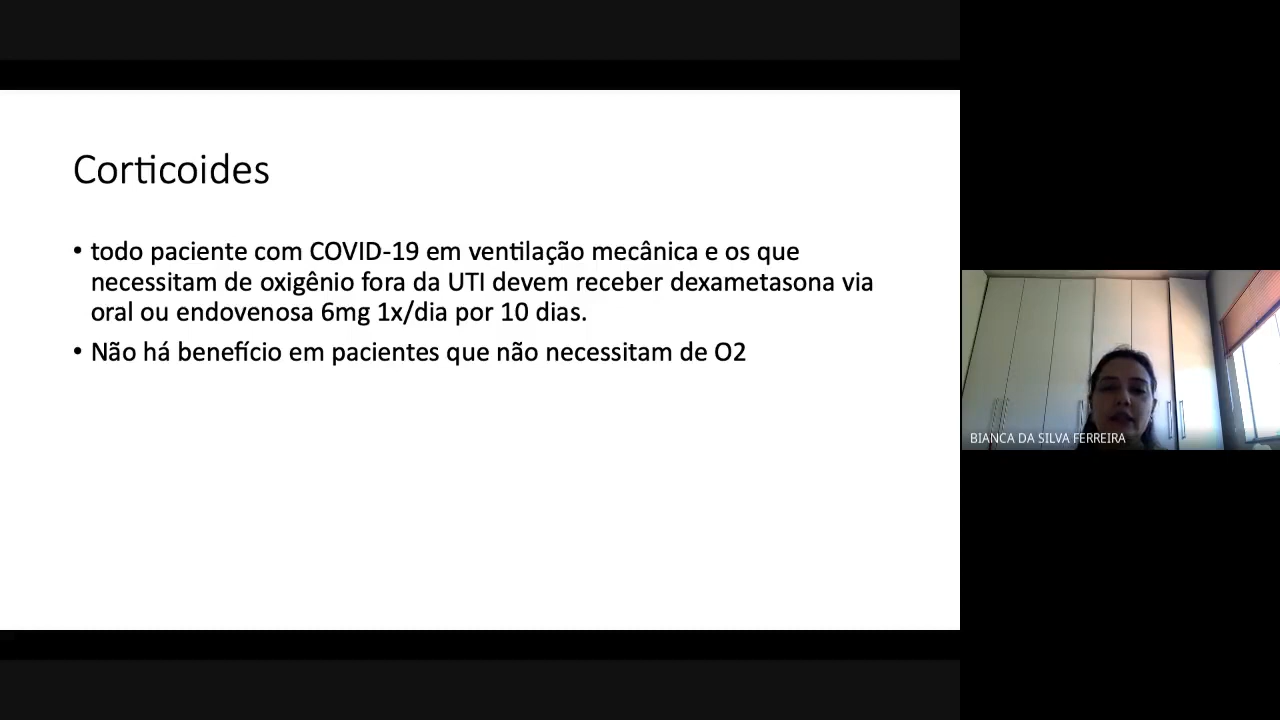 Corticoides
• todo paciente com COVID-19 em ventilação mecânica e os que
necessitam de oxigênio fora da UTI devem receber dexametasona via
oral ou endovenosa 6mg 1x/dia por 10 dias.
• Não há benefício em pacientes que não necessitam de O2
BIANCA DA SILVA FERREIRA